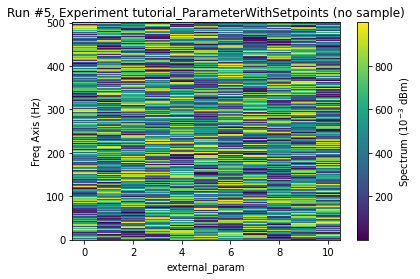 Run #5, Experiment tutorial_ParameterWithSetpoints (no sample)
500
400
300
200
100
0
Freq Axis (Hz)
0 2 4 6 8 10
external_param
800
600
400
200
Spectrum (10⁻³ dBm)